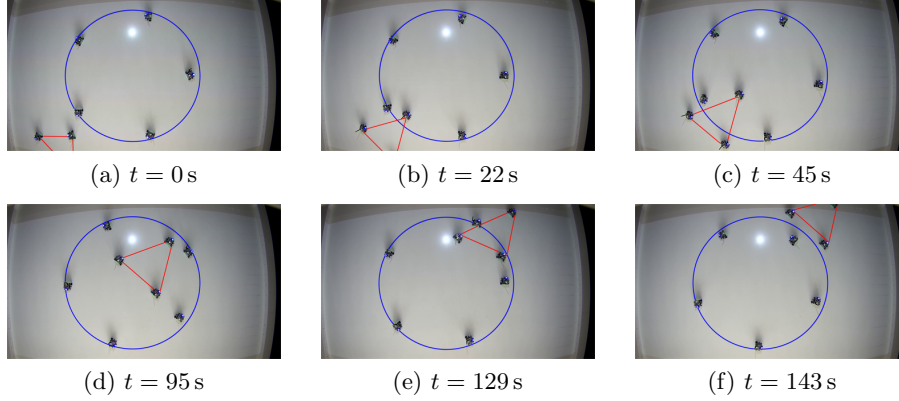 (a) t = 0 s
(b) t = 22 s
(c) t = 45 s
(d) t = 95 s
(e) t = 129 s
(f) t = 143 s